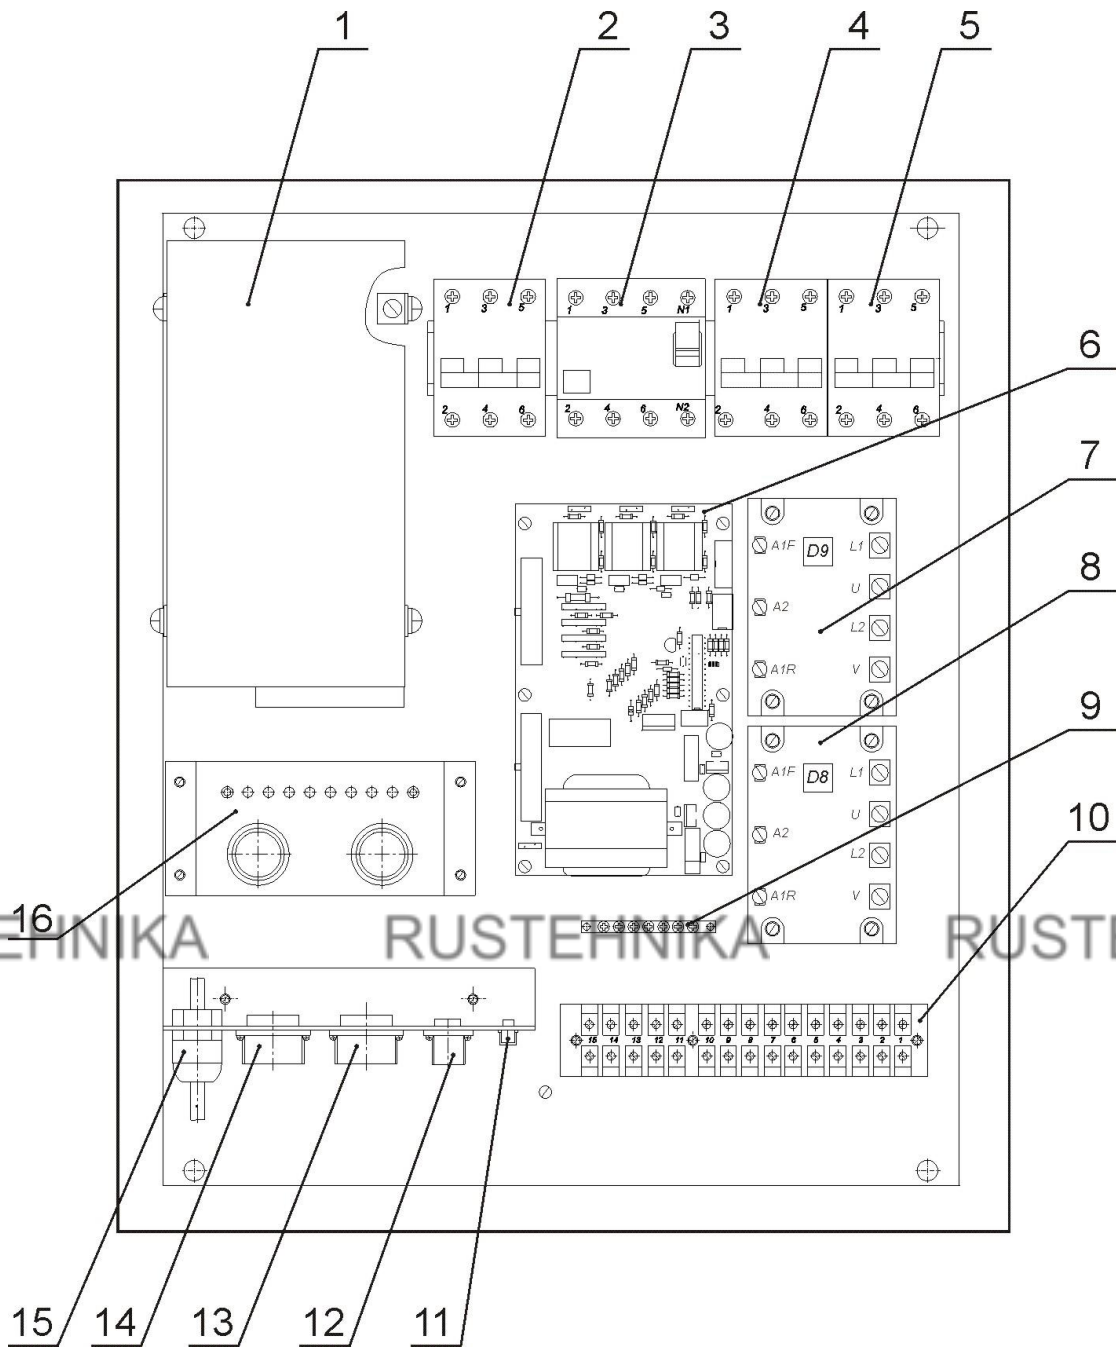 1 2 3 4 5
1 3 5 1 3 5 N1 1 3 5 1 3 5
2 4 6 2 4 6 N2 2 4 6 2 4 6
6
7
A1F D9 L1
U
A2
L2
A1R V
8
A1F D8 L1
U
A2
L2
A1R V
9
10
16
EHNIKA RUSTEHNIKA RUSTE
15 14 13 12 11 10 9 8 7 6 5 4 3 2 1
15 14 13 12 11